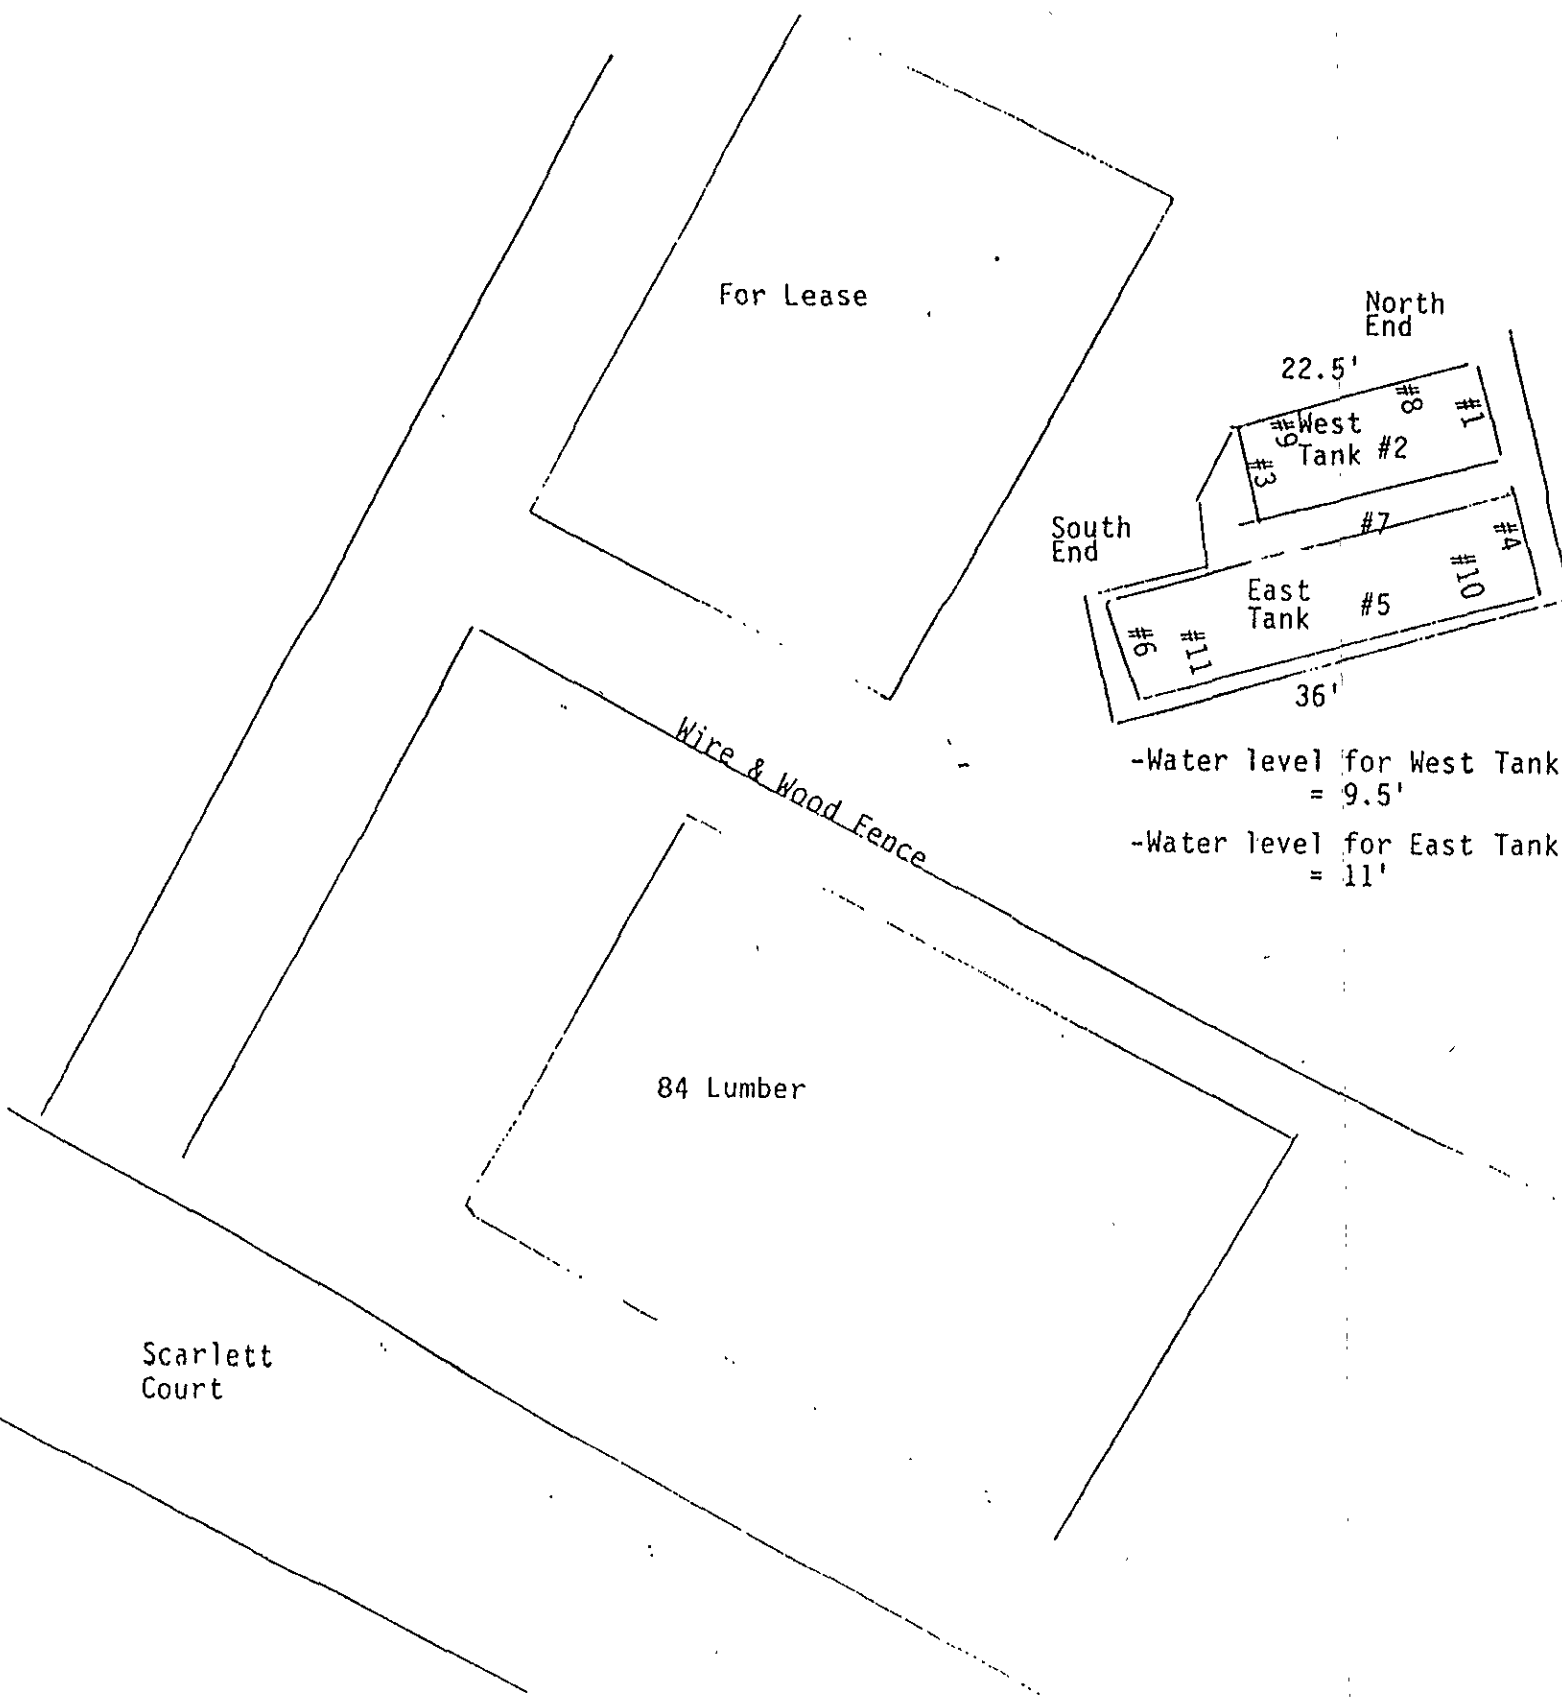 For Lease
North
End
22.5'
#8
#1
#9
West
Tank #2
#3
South
End
#7
#4
#10
East
Tank
#5
#6
#11
36'
Wire & Wood Fence
-Water level for West Tank
= 9.5'
-Water level for East Tank
= 11'
84 Lumber
Scarlett
Court